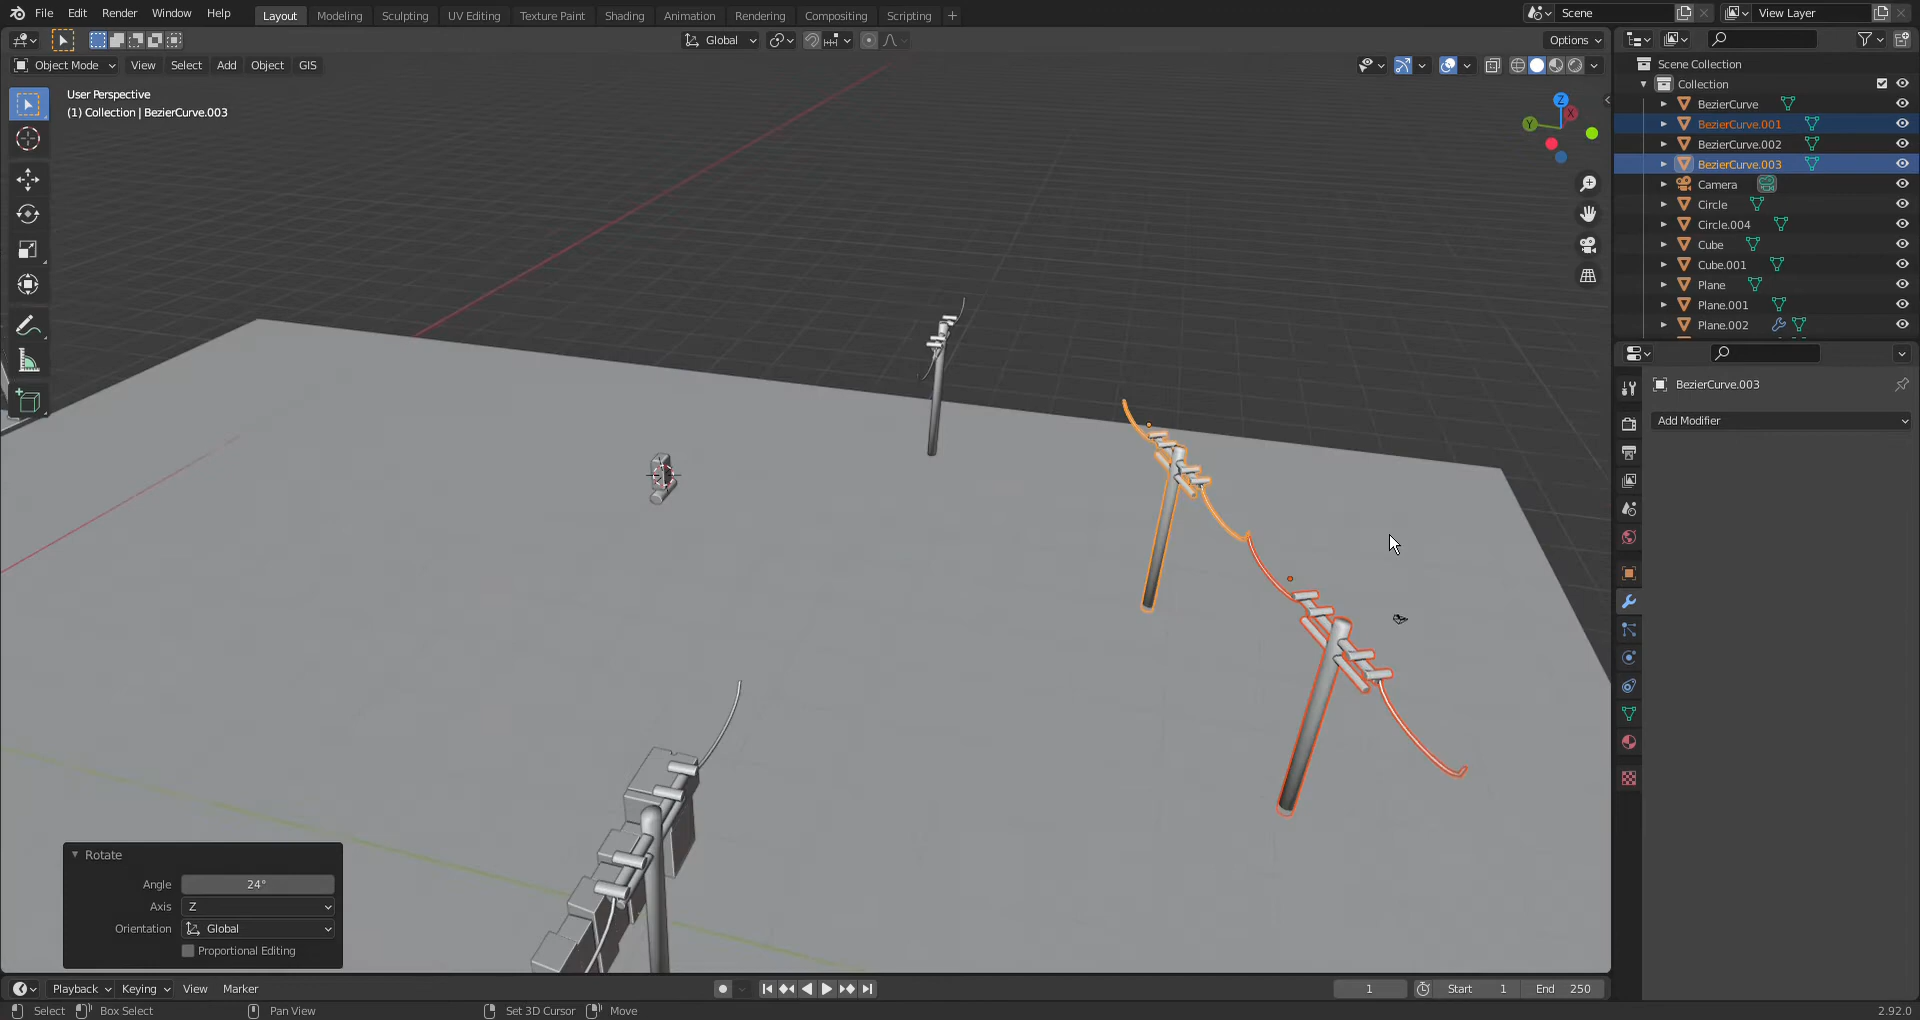 File Edit Render Window Help Layout Modeling Sculpting UV Editing Texture Paint Shading Animation Rendering Compositing Scripting + Scene View Layer
Global Options
Object Mode View Select Add Object GIS
User Perspective
(1) Collection | BezierCurve.003
Z
X
Y
Scene Collection
Collection
BezierCurve
BezierCurve.001
BezierCurve.002
BezierCurve.003
Camera
Circle
Circle.004
Cube
Cube.001
Plane
Plane.001
Plane.002
BezierCurve.003
Add Modifier
Rotate
Angle 24°
Axis Z
Orientation Global
Proportional Editing
Playback Keying View Marker 1 Start 1 End 250
Select Box Select Pan View Set 3D Cursor Move 2.92.0